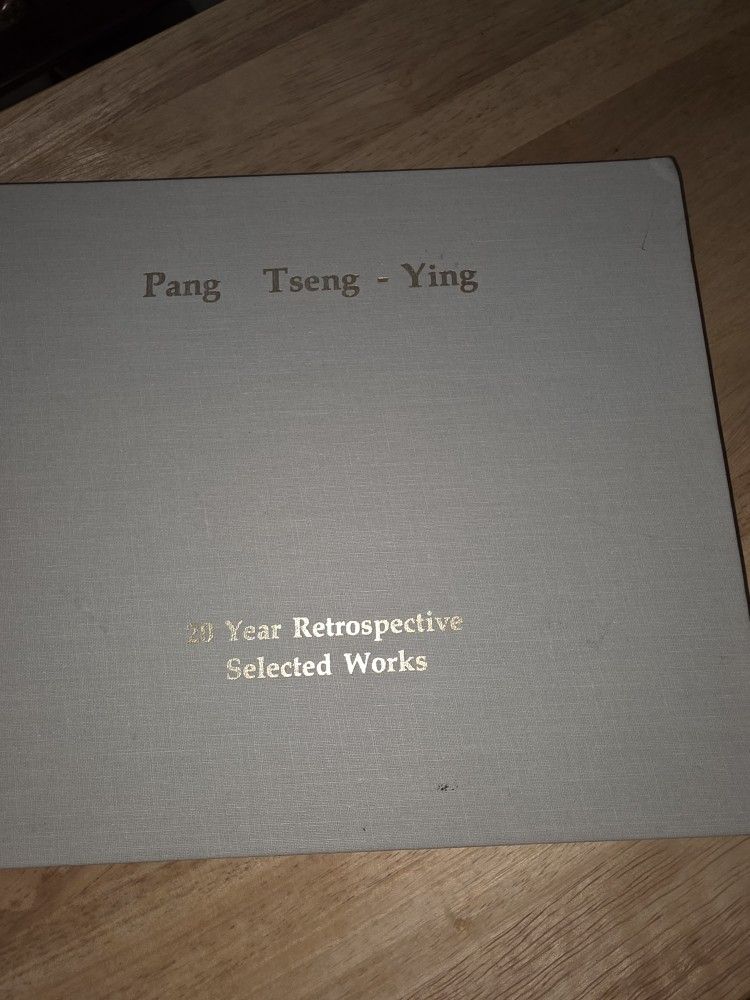 Pang Tseng - Ying
20 Year Retrospective
Selected Works